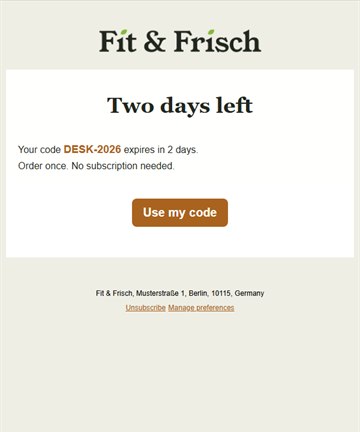 Fit & Frisch
Two days left
Your code DESK-2026 expires in 2 days.
Order once. No subscription needed.
Use my code
Fit & Frisch, Musterstraße 1, Berlin, 10115, Germany
Unsubscribe Manage preferences